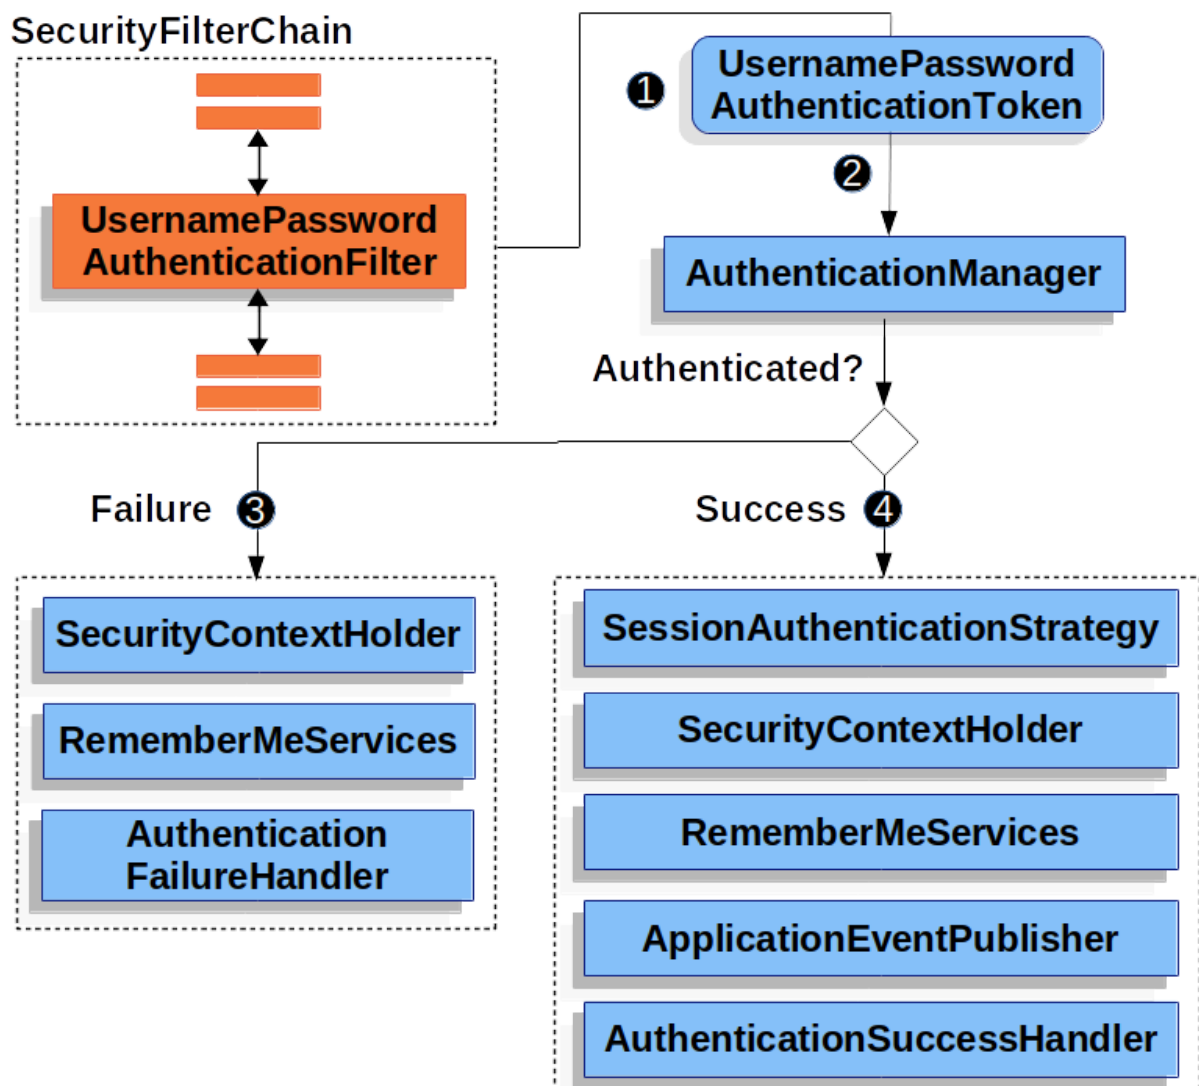 SecurityFilterChain
UsernamePassword
AuthenticationFilter
1
UsernamePassword
AuthenticationToken
2
AuthenticationManager
Authenticated?
Failure 3
Success 4
SecurityContextHolder
RememberMeServices
Authentication
FailureHandler
SessionAuthenticationStrategy
SecurityContextHolder
RememberMeServices
ApplicationEventPublisher
AuthenticationSuccessHandler